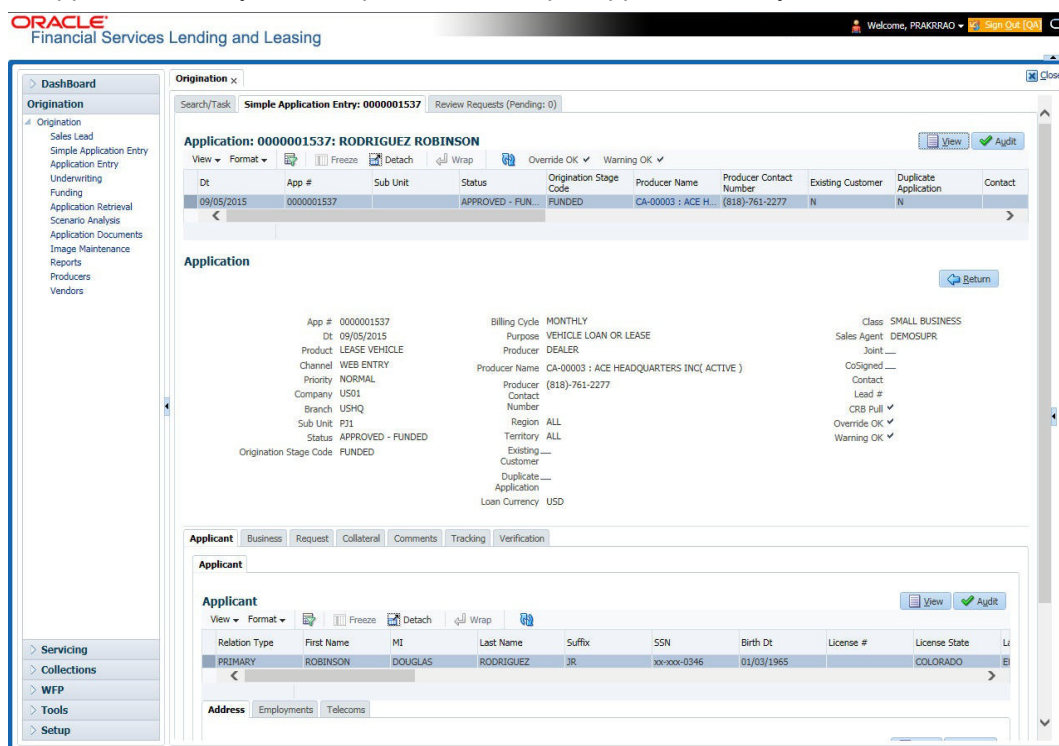 ORACLE
Financial Services Lending and Leasing
Welcome, PRAKRRAO Sign Out [QA]
Close
DashBoard
Origination
Origination
Sales Lead
Simple Application Entry
Application Entry
Underwriting
Funding
Application Retrieval
Scenario Analysis
Application Documents
Image Maintenance
Reports
Producers
Vendors
Servicing
Collections
WFP
Tools
Setup
Origination x
Search/Task Simple Application Entry: 0000001537 Review Requests (Pending: 0)
Application: 0000001537: RODRIGUEZ ROBINSON
View Audit
View Format Freeze Detach Wrap Override OK Warning OK
Dt App # Sub Unit Status Origination Stage Code Producer Name Producer Contact Number Existing Customer Duplicate Application Contact
09/05/2015 0000001537 APPROVED - FUN... FUNDED CA-00003 : ACE H... (818)-761-2277 N N
Application
Return
App # 0000001537
Dt 09/05/2015
Product LEASE VEHICLE
Channel WEB ENTRY
Priority NORMAL
Company US01
Branch USHQ
Sub Unit PJ1
Status APPROVED - FUNDED
Origination Stage Code FUNDED
Billing Cycle MONTHLY
Purpose VEHICLE LOAN OR LEASE
Producer DEALER
Producer Name CA-00003 : ACE HEADQUARTERS INC( ACTIVE )
Producer (818)-761-2277
Contact
Number
Region ALL
Territory ALL
Existing
Customer
Duplicate
Application
Loan Currency USD
Class SMALL BUSINESS
Sales Agent DEMOSUPR
Joint
CoSigned
Contact
Lead #
CRB Pull
Override OK
Warning OK
Applicant Business Request Collateral Comments Tracking Verification
Applicant
Applicant
View Audit
View Format Freeze Detach Wrap
Relation Type First Name MI Last Name Suffix SSN Birth Dt License # License State
PRIMARY ROBINSON DOUGLAS RODRIGUEZ JR xx-xxx-0346 01/03/1965 COLORADO
Address Employments Telecoms